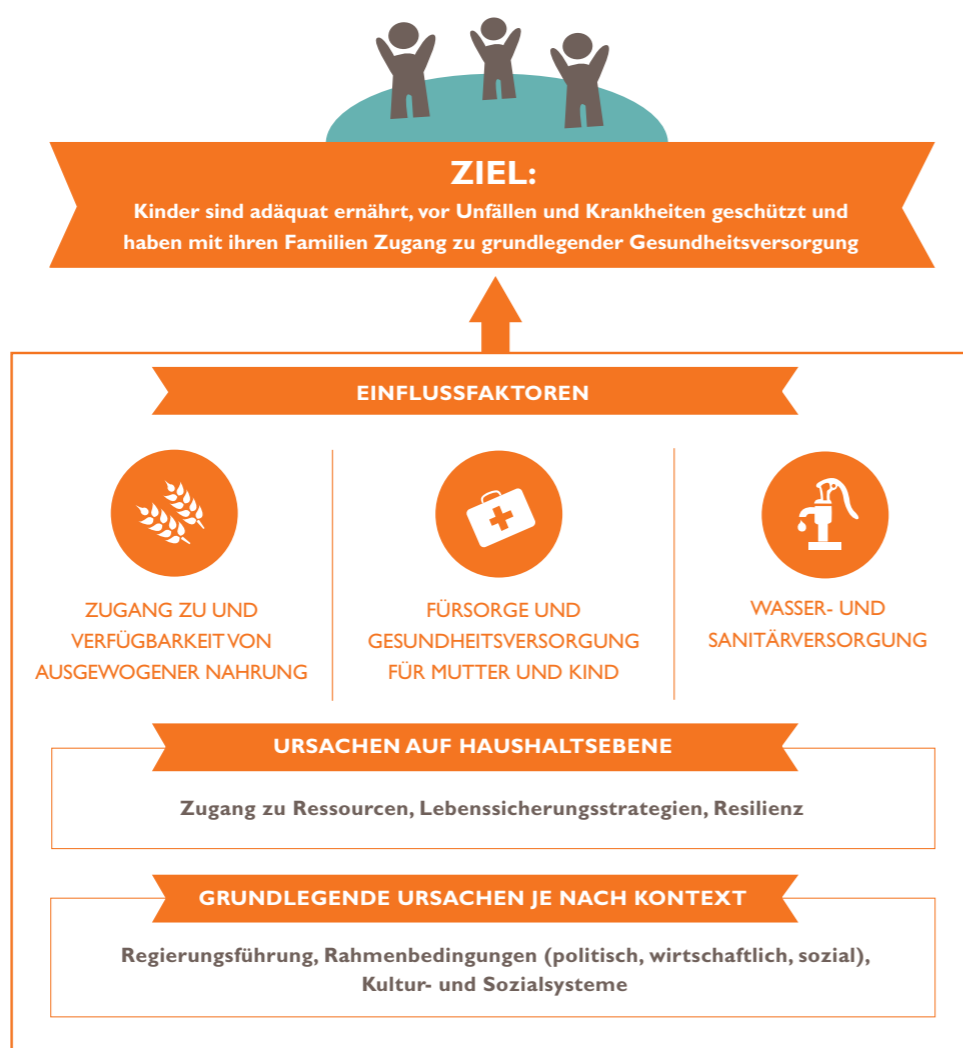 ZIEL:
Kinder sind adäquat ernährt, vor Unfällen und Krankheiten geschützt und
haben mit ihren Familien Zugang zu grundlegender Gesundheitsversorgung
EINFLUSSFAKTOREN
ZUGANG ZU UND
VERFÜGBARKEIT VON
AUSGEWOGENER NAHRUNG
FÜRSORGE UND
GESUNDHEITSVERSORGUNG
FÜR MUTTER UND KIND
WASSER- UND
SANITÄRVERSORGUNG
URSACHEN AUF HAUSHALTSEBENE
Zugang zu Ressourcen, Lebenssicherungsstrategien, Resilienz
GRUNDLEGENDE URSACHEN JE NACH KONTEXT
Regierungsführung, Rahmenbedingungen (politisch, wirtschaftlich, sozial),
Kultur- und Sozialsysteme